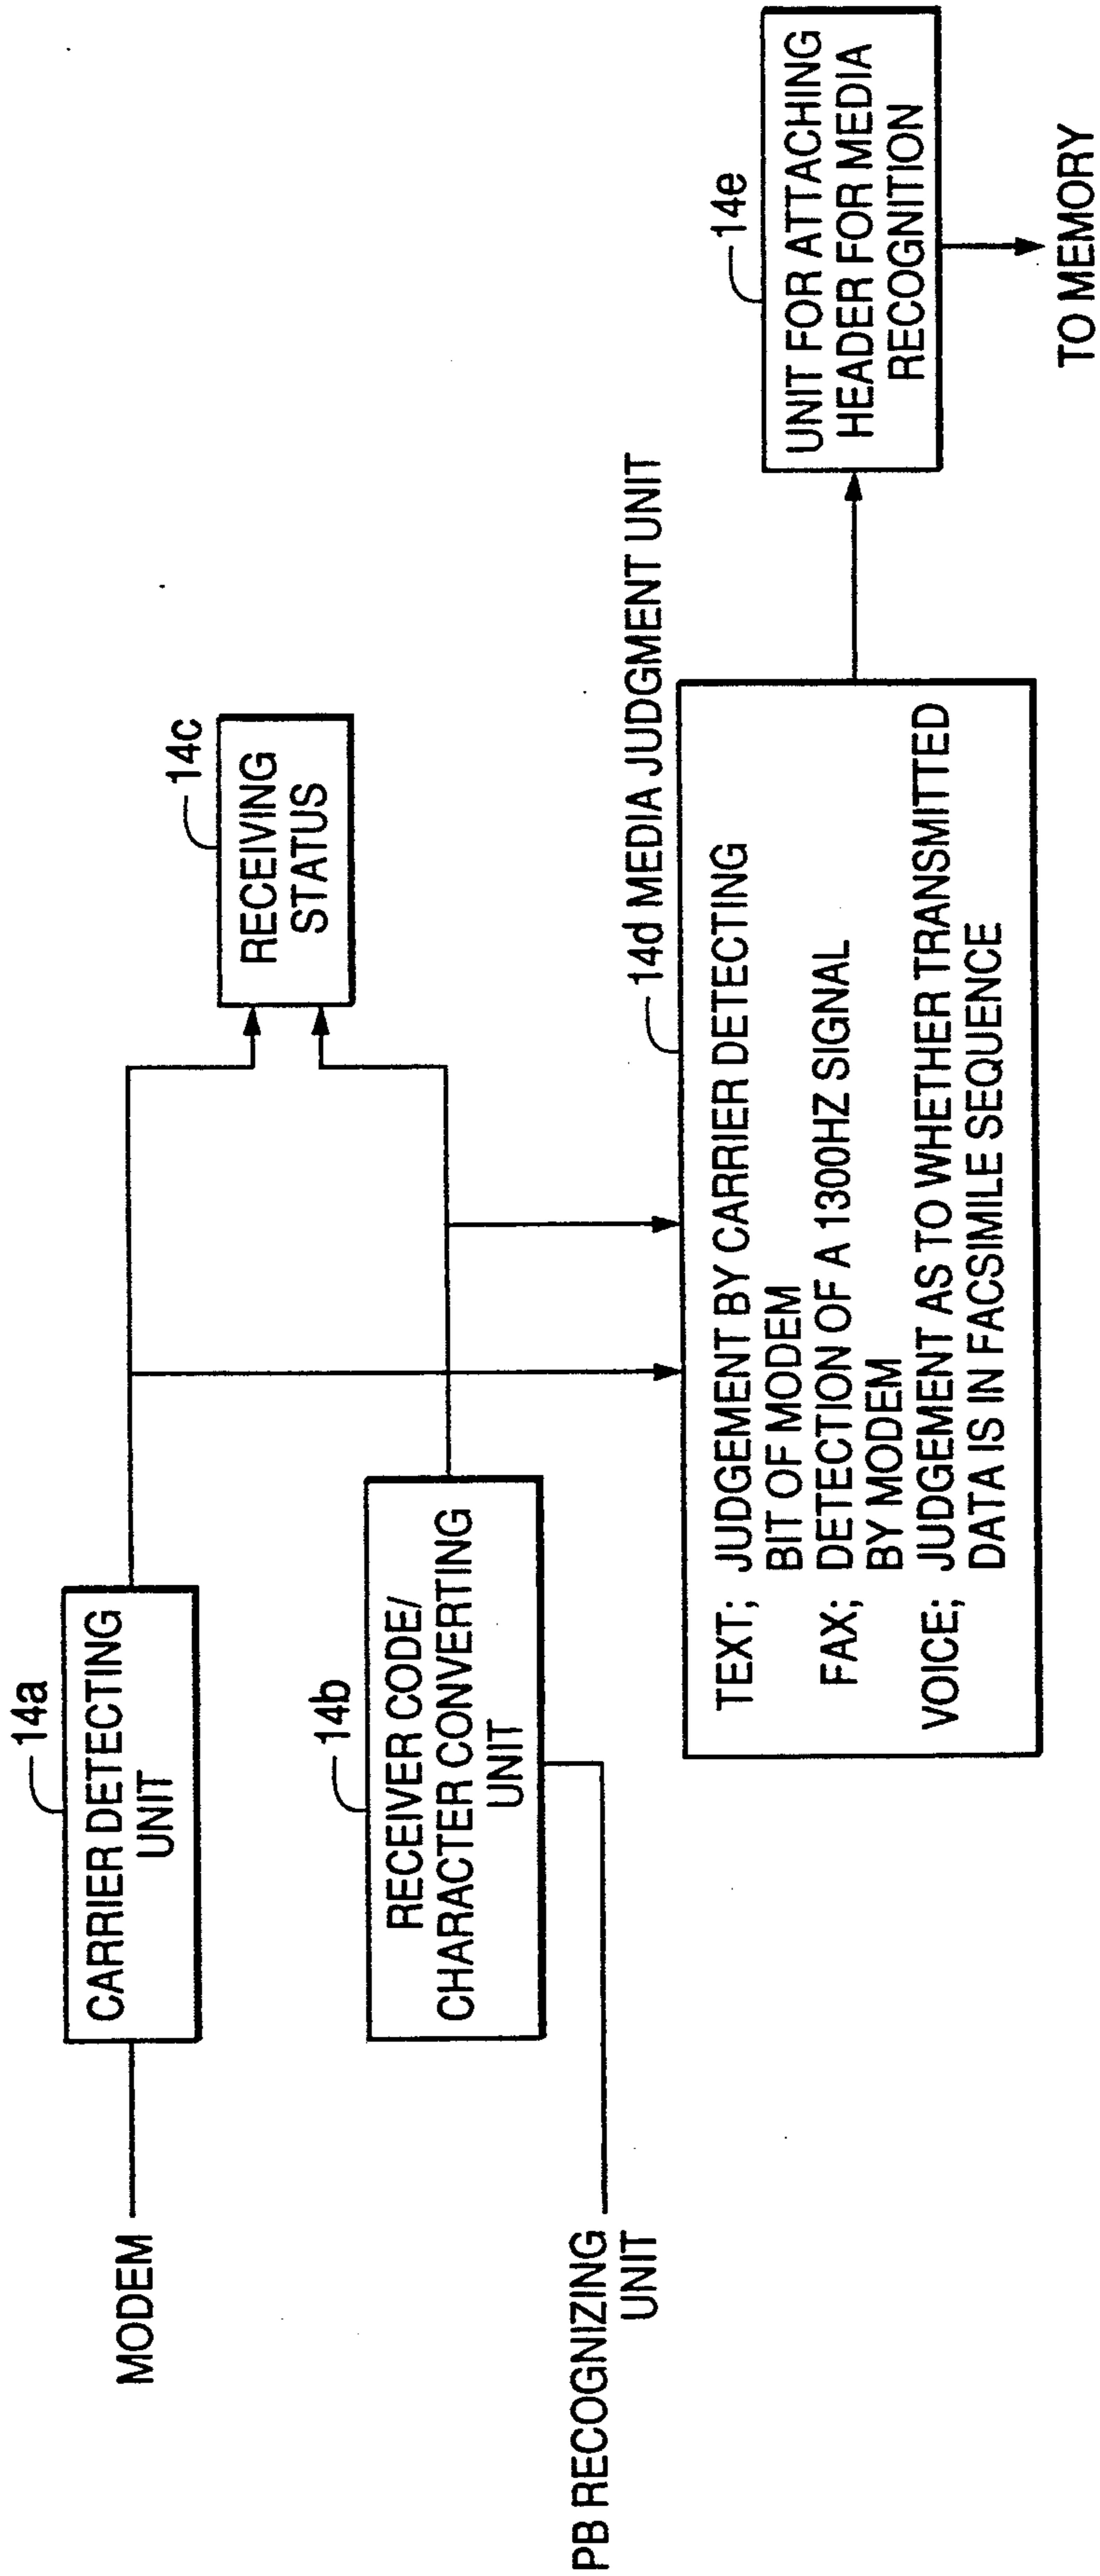 MODEM
14a
CARRIER DETECTING
UNIT
14b
RECEIVER CODE/
CHARACTER CONVERTING
UNIT
PB RECOGNIZING
UNIT
14c
RECEIVING
STATUS
14d MEDIA JUDGMENT UNIT
TEXT; JUDGEMENT BY CARRIER DETECTING
BIT OF MODEM
FAX; DETECTION OF A 1300HZ SIGNAL
BY MODEM
VOICE; JUDGEMENT AS TO WHETHER TRANSMITTED
DATA IS IN FACSIMILE SEQUENCE
14e
UNIT FOR ATTACHING
HEADER FOR MEDIA
RECOGNITION
TO MEMORY